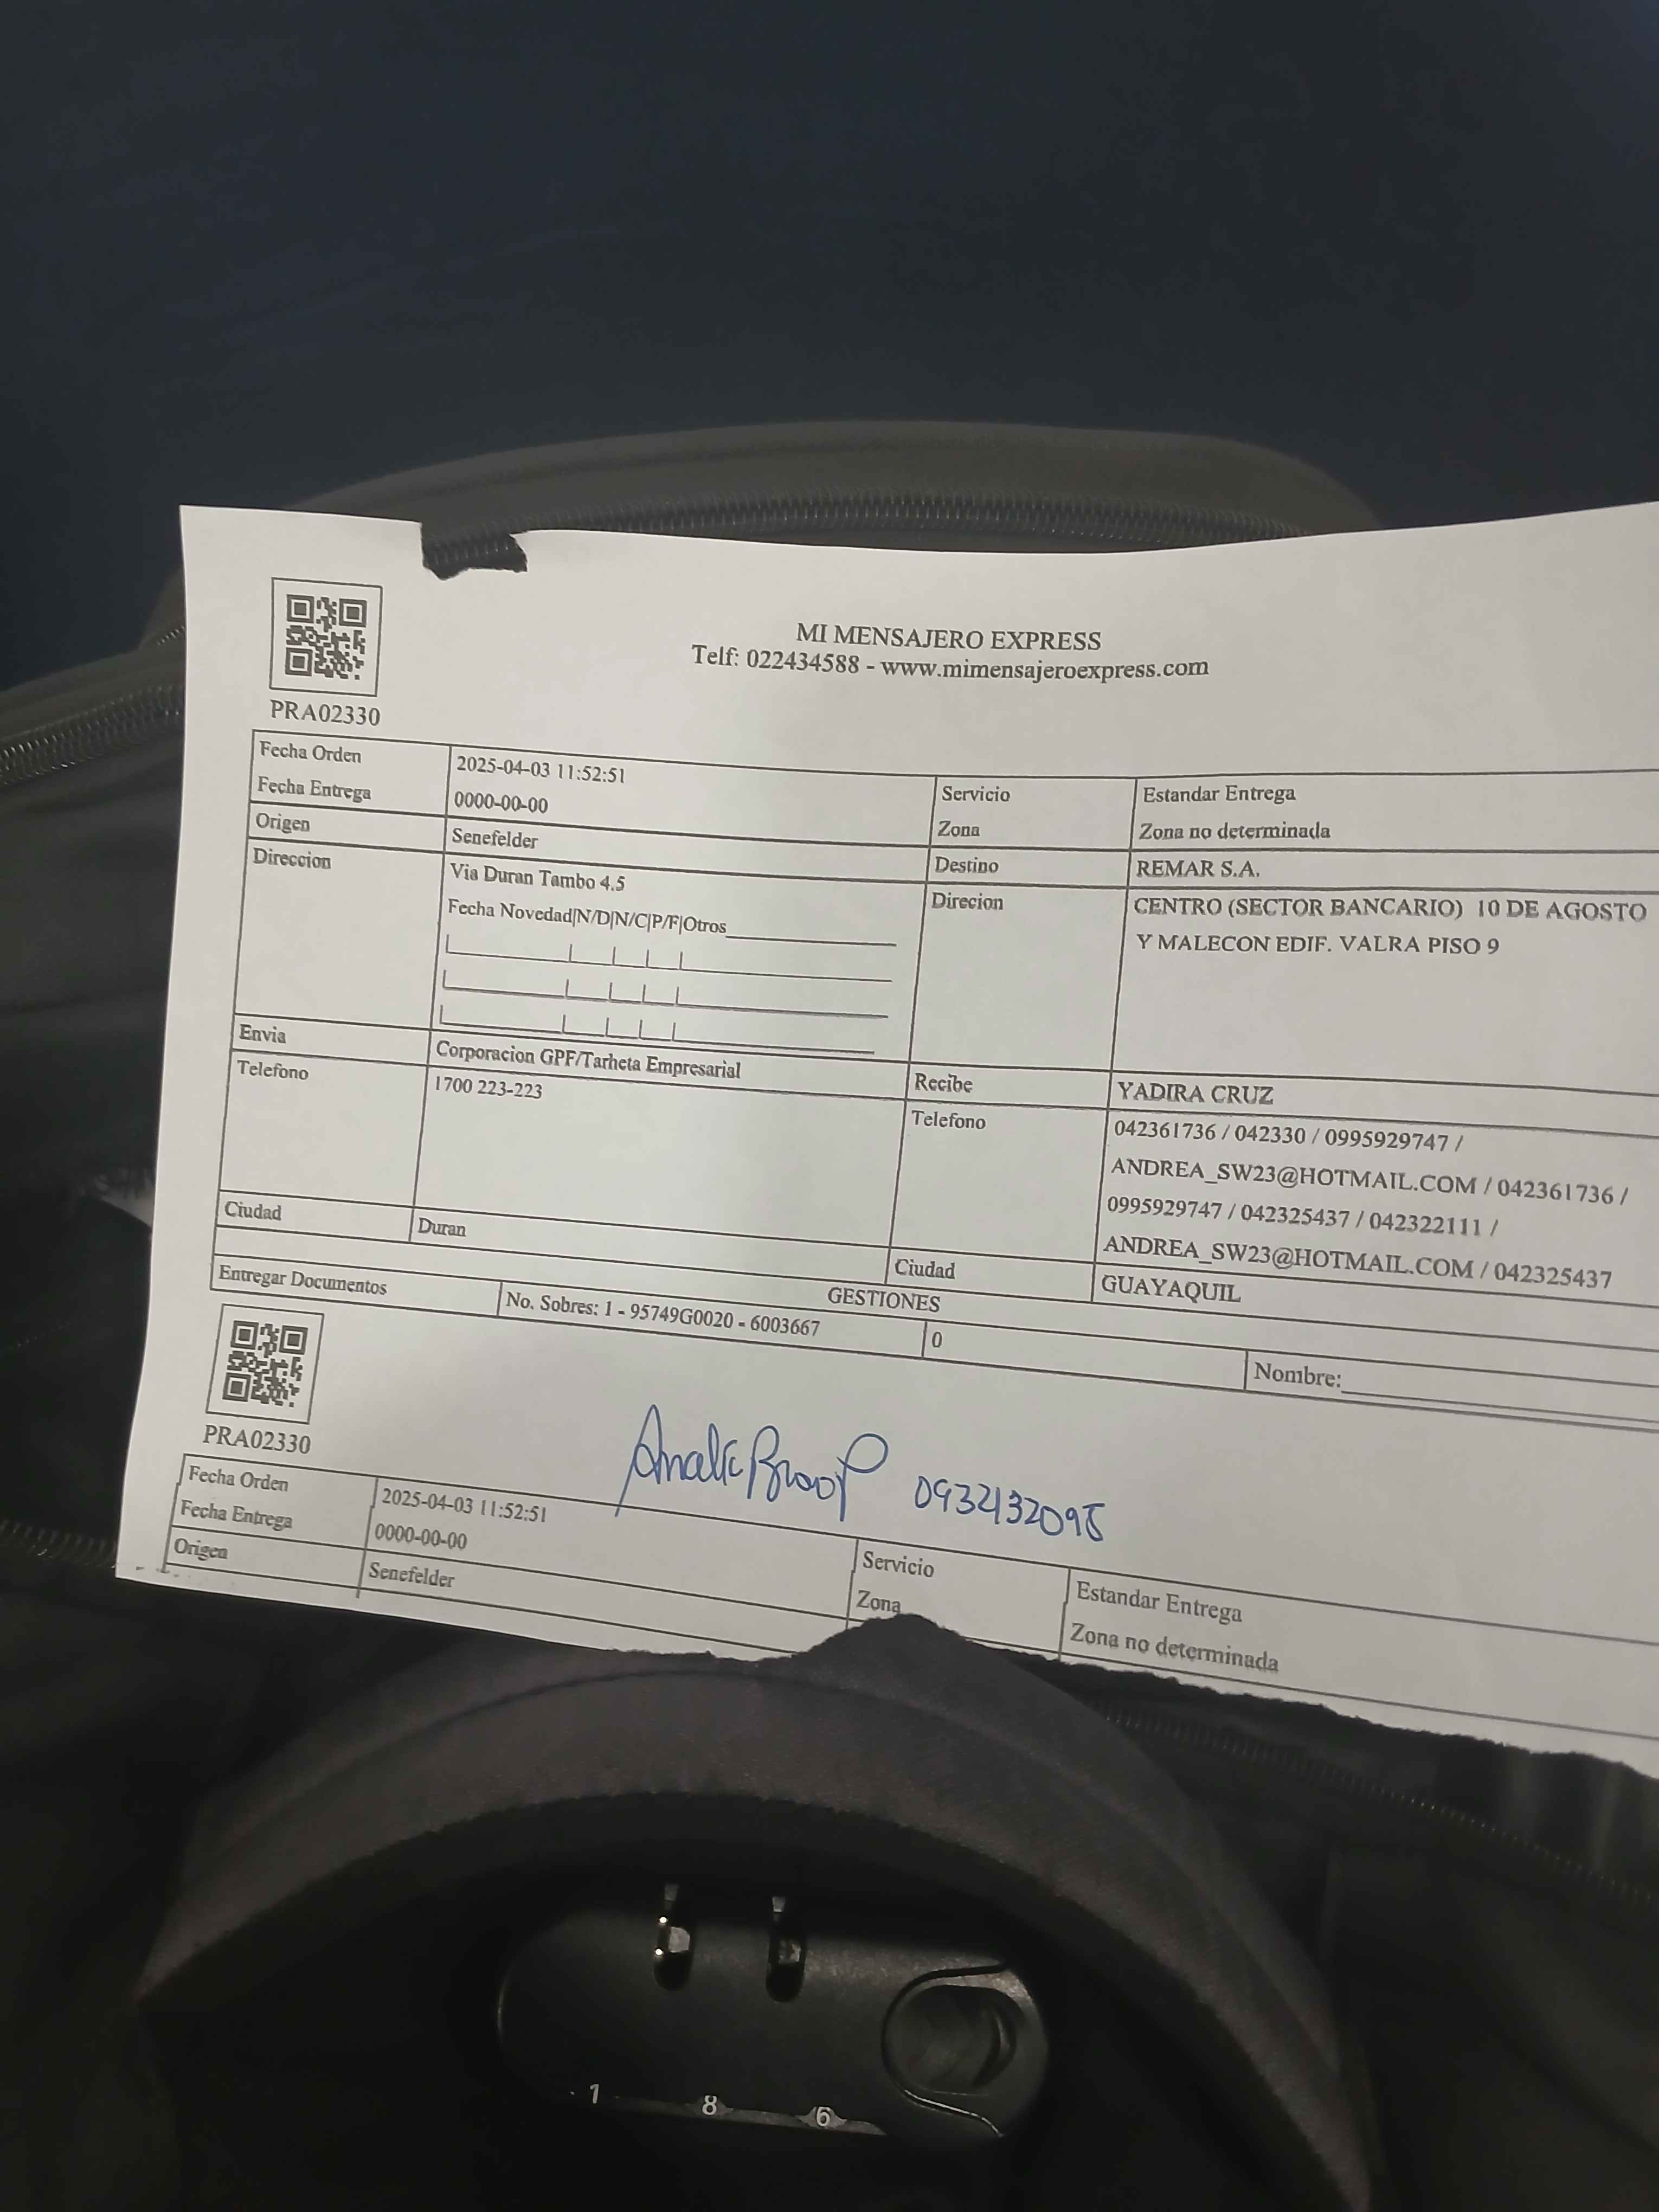 MI MENSAJERO EXPRESS
Telf: 022434588 - www.mimensajeroexpress.com
PRA02330
Fecha Orden 2025-04-03 11:52:51 Servicio Estandar Entrega
Fecha Entrega 0000-00-00 Zona Zona no determinada
Origen Senefelder Destino REMAR S.A.
Direccion Via Duran Tambo 4.5 Direcion CENTRO (SECTOR BANCARIO) 10 DE AGOSTO
Fecha Novedad|N/D|N/C|P/F|Otros Y MALECON EDIF. VALRA PISO 9
Envia Corporacion GPF/Tarheta Empresarial Recibe YADIRA CRUZ
Telefono 1700 223-223 Telefono 042361736 / 042330 / 0995929747 /
ANDREA_SW23@HOTMAIL.COM / 042361736 /
0995929747 / 042325437 / 042322111 /
ANDREA_SW23@HOTMAIL.COM / 042325437
Ciudad Duran Ciudad GUAYAQUIL
GESTIONES
Entregar Documentos No. Sobres: 1 - 95749G0020 - 6003667 0 Nombre:
PRA02330
Fecha Orden 2025-04-03 11:52:51 Servicio Estandar Entrega
Fecha Entrega 0000-00-00 Zona Zona no determinada
Origen Senefelder
1 8 6